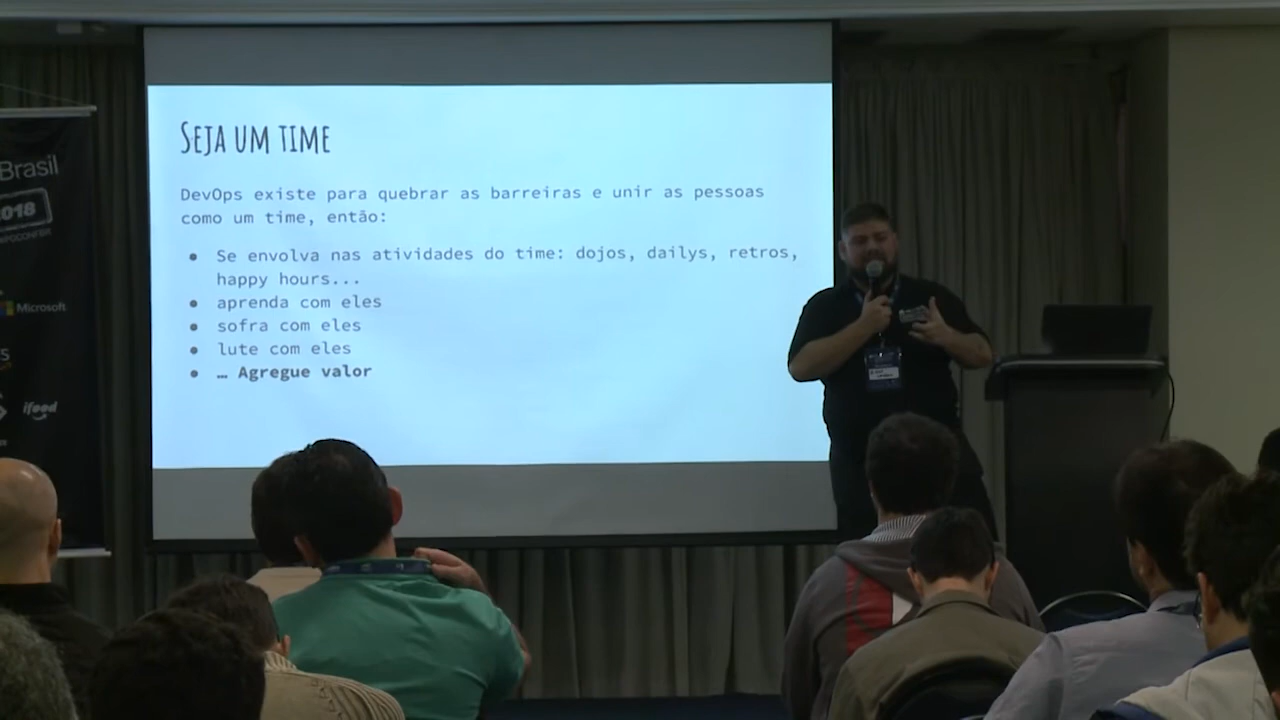 SEJA UM TIME
DevOps existe para quebrar as barreiras e unir as pessoas
como um time, então:
● Se envolva nas atividades do time: dojos, dailys, retros,
happy hours...
● aprenda com eles
● sofra com eles
● lute com eles
● … Agregue valor
Brasil
2018
Microsoft
ifood